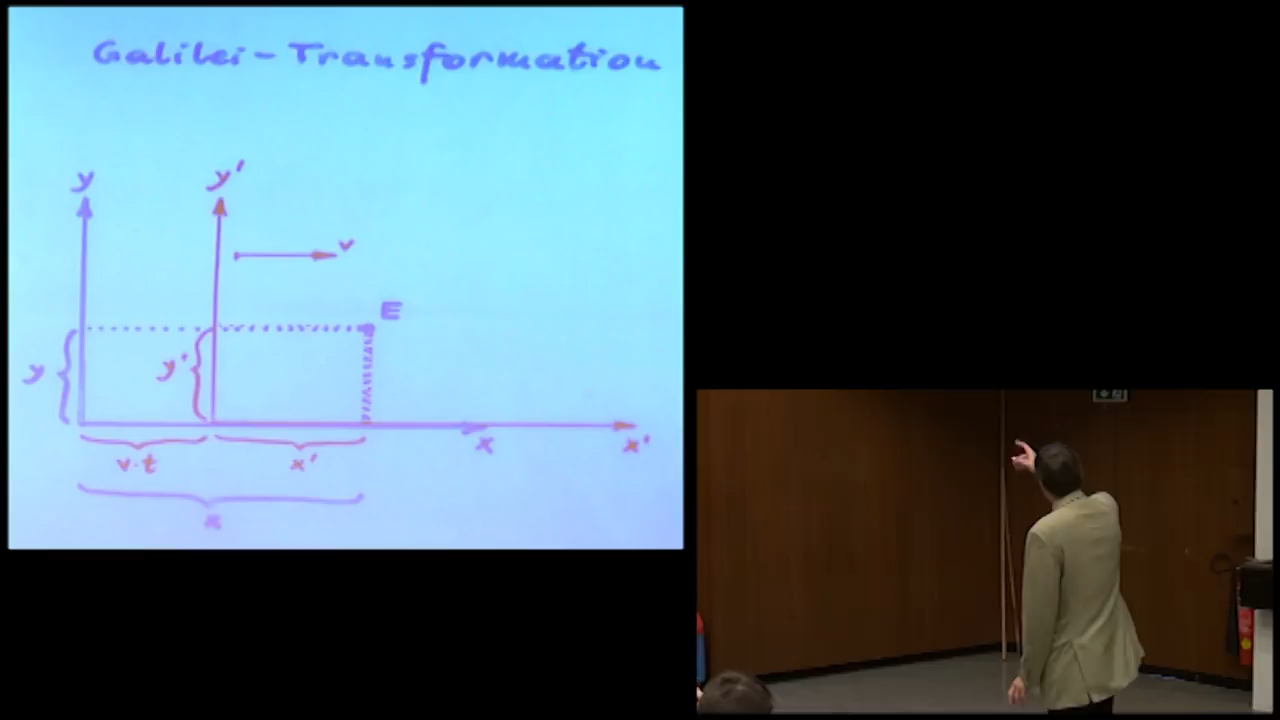 Galilei-Transformation
y y'
v
E
y y'
x x'
v·t x'
x